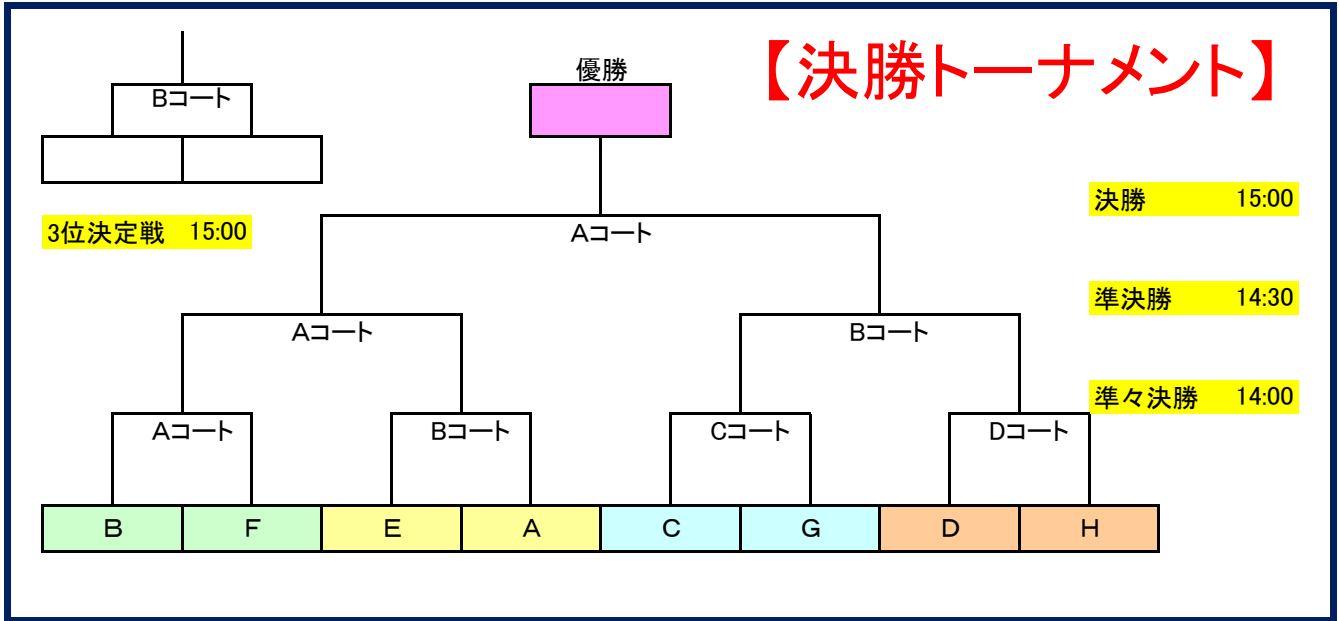 【決勝トーナメント】
優勝
Bコート
決勝 15:00
3位決定戦 15:00
Aコート
準決勝 14:30
Aコート
Bコート
準々決勝 14:00
Aコート
Bコート
Cコート
Dコート
B F E A C G D H